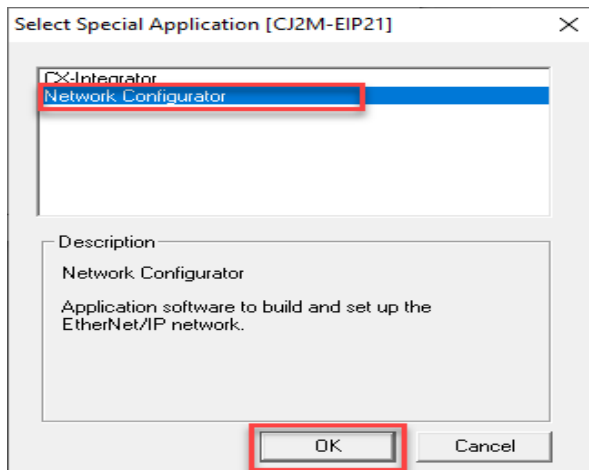 Select Special Application [CJ2M-EIP21]
CX-Integrator
Network Configurator
Description
Network Configurator
Application software to build and set up the
EtherNet/IP network.
OK
Cancel